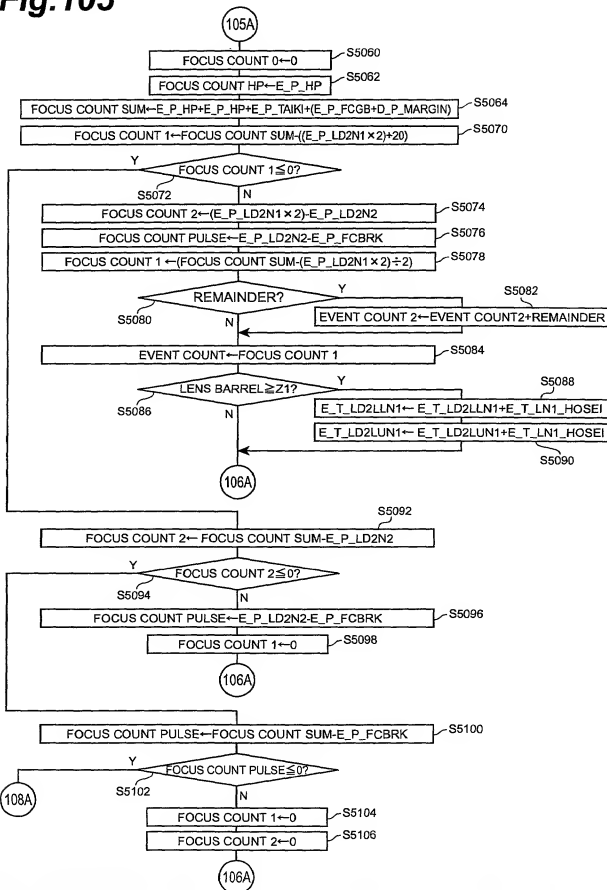 Fig. 105
105A
FOCUS COUNT 0←0
S5060
FOCUS COUNT HP←E_P_HP
S5062
FOCUS COUNT SUM←E_P_HP+E_P_HP+E_P_TAIKI+(E_P_FCGB+D_P_MARGIN)
S5064
FOCUS COUNT 1←FOCUS COUNT SUM-((E_P_LD2N1×2)+20)
S5070
Y
FOCUS COUNT 1≦0?
S5072
N
FOCUS COUNT 2←(E_P_LD2N1×2)-E_P_LD2N2
S5074
FOCUS COUNT PULSE←E_P_LD2N2-E_P_FCBRK
S5076
FOCUS COUNT 1←(FOCUS COUNT SUM-(E_P_LD2N1×2)÷2)
S5078
REMAINDER?
Y
S5080
N
S5082
EVENT COUNT 2←EVENT COUNT2+REMAINDER
EVENT COUNT←FOCUS COUNT 1
S5084
LENS BARREL≧Z1?
Y
S5086
N
S5088
E_T_LD2LLN1← E_T_LD2LLN1+E_T_LN1_HOSEI
E_T_LD2LUN1← E_T_LD2LUN1+E_T_LN1_HOSEI
S5090
106A
S5092
FOCUS COUNT 2← FOCUS COUNT SUM-E_P_LD2N2
Y
FOCUS COUNT 2≦0?
S5094
N
FOCUS COUNT PULSE←E_P_LD2N2-E_P_FCBRK
S5096
FOCUS COUNT 1←0
S5098
106A
FOCUS COUNT PULSE←FOCUS COUNT SUM-E_P_FCBRK
S5100
Y
FOCUS COUNT PULSE≦0?
S5102
N
108A
FOCUS COUNT 1←0
S5104
FOCUS COUNT 2←0
S5106
106A